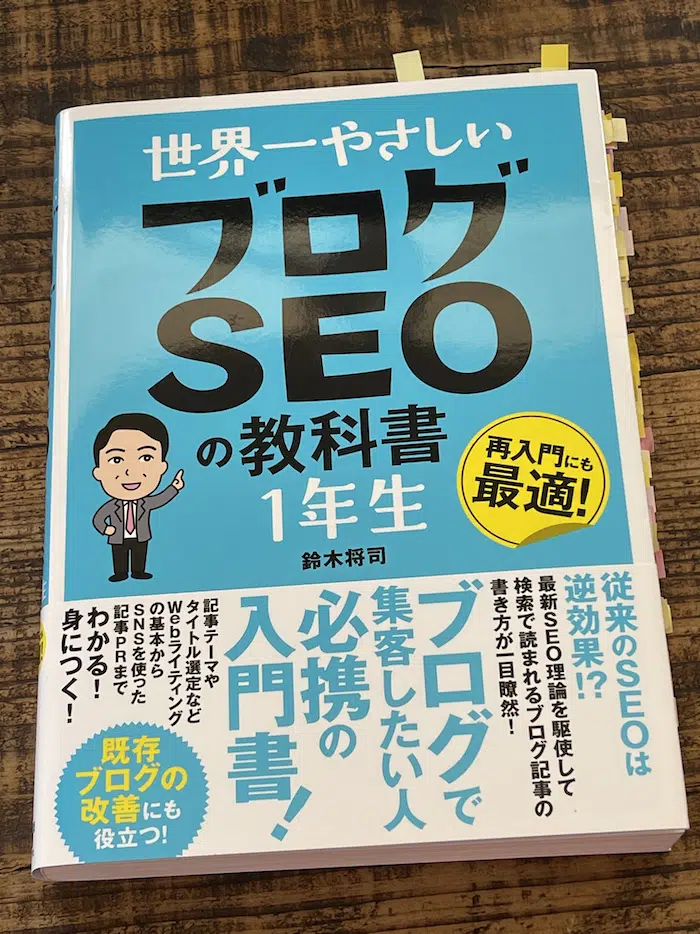 世界一やさしい
ブログ
SEO
の教科書
1年生
再入門にも
最適!
鈴木将司
従来のSEOは
逆効果!?
最新SEO理論を駆使して
検索で読まれるブログ記事の
書き方が一目瞭然!
ブログで
集客したい人
必携の
入門書!
記事テーマや
タイトル選定など
Webライティング
の基本から
SNSを使った
記事PRまで
わかる!
身につく!
既存
ブログの
改善にも
役立つ!